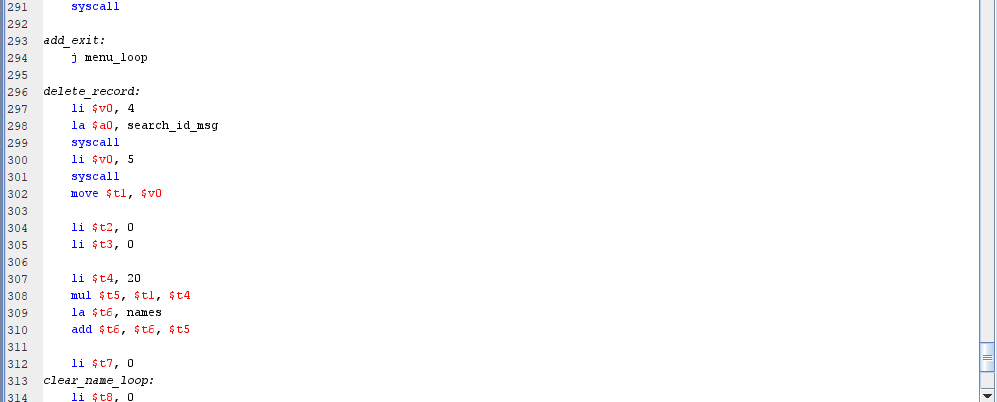 291 syscall
292
293 add_exit:
294 j menu_loop
295
296 delete_record:
297 li $v0, 4
298 la $a0, search_id_msg
299 syscall
300 li $v0, 5
301 syscall
302 move $t1, $v0
303
304 li $t2, 0
305 li $t3, 0
306
307 li $t4, 20
308 mul $t5, $t1, $t4
309 la $t6, names
310 add $t6, $t6, $t5
311
312 li $t7, 0
313 clear_name_loop:
314 li $t8, 0